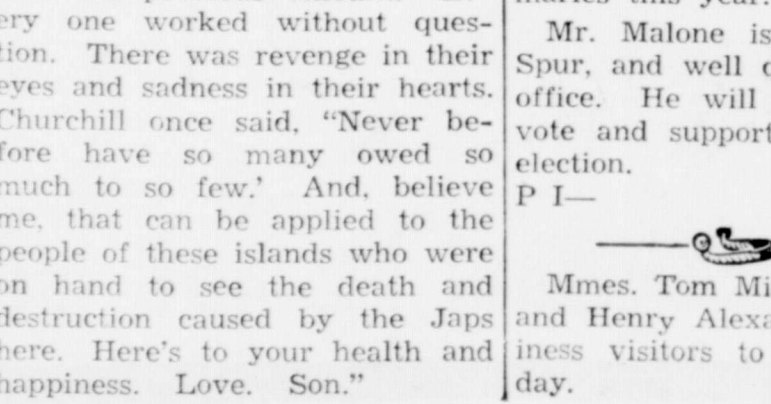 ery one worked without ques-
tion. There was revenge in their
eyes and sadness in their hearts.
Churchill once said, "Never be-
fore have so many owed so
much to so few.' And, believe
me, that can be applied to the
people of these islands who were
on hand to see the death and
destruction caused by the Japs
here. Here's to your health and
happiness. Love. Son."
Mr. Malone is
Spur, and well
office. He will
vote and support
election.
P I—
Mmes. Tom Mi
and Henry Alexa
iness visitors to
day.